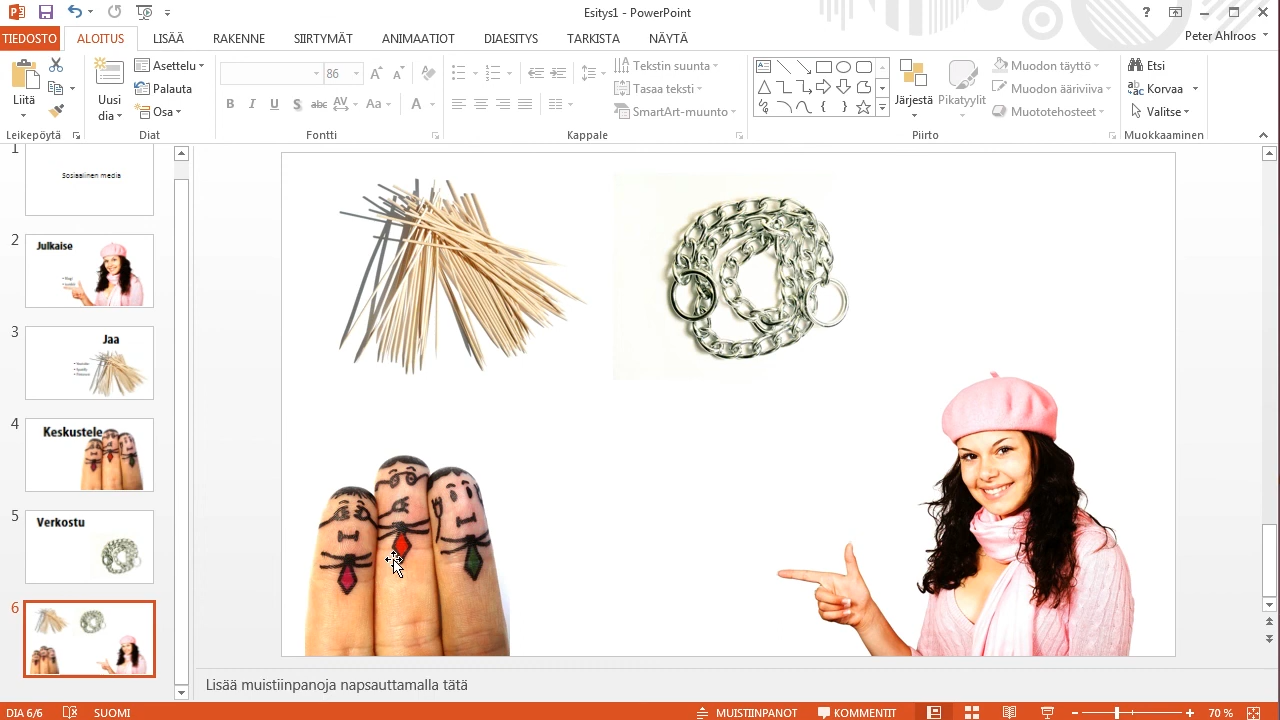 Esitys1 - PowerPoint
TIEDOSTO ALOITUS LISÄÄ RAKENNE SIIRTYMÄT ANIMAATIOT DIAESITYS TARKISTA NÄYTÄ Peter Ahlroos
Liitä
Leikepöytä
Uusi dia
Asettelu
Palauta
Osa
Diat
86
B I U S abc AV Aa A
Fontti
Tekstin suunta
Tasaa teksti
SmartArt-muunto
Kappale
Järjestä
Pikatyylit
Muodon täyttö
Muodon ääriviiva
Muototehosteet
Piirto
Etsi
Korvaa
Valitse
Muokkaaminen
1
Sosiaalinen media
2
Julkaise
3
Jaa
4
Keskustele
5
Verkostu
6
Lisää muistiinpanoja napsauttamalla tätä
DIA 6/6 SUOMI MUISTIINPANOT KOMMENTIT 70 %